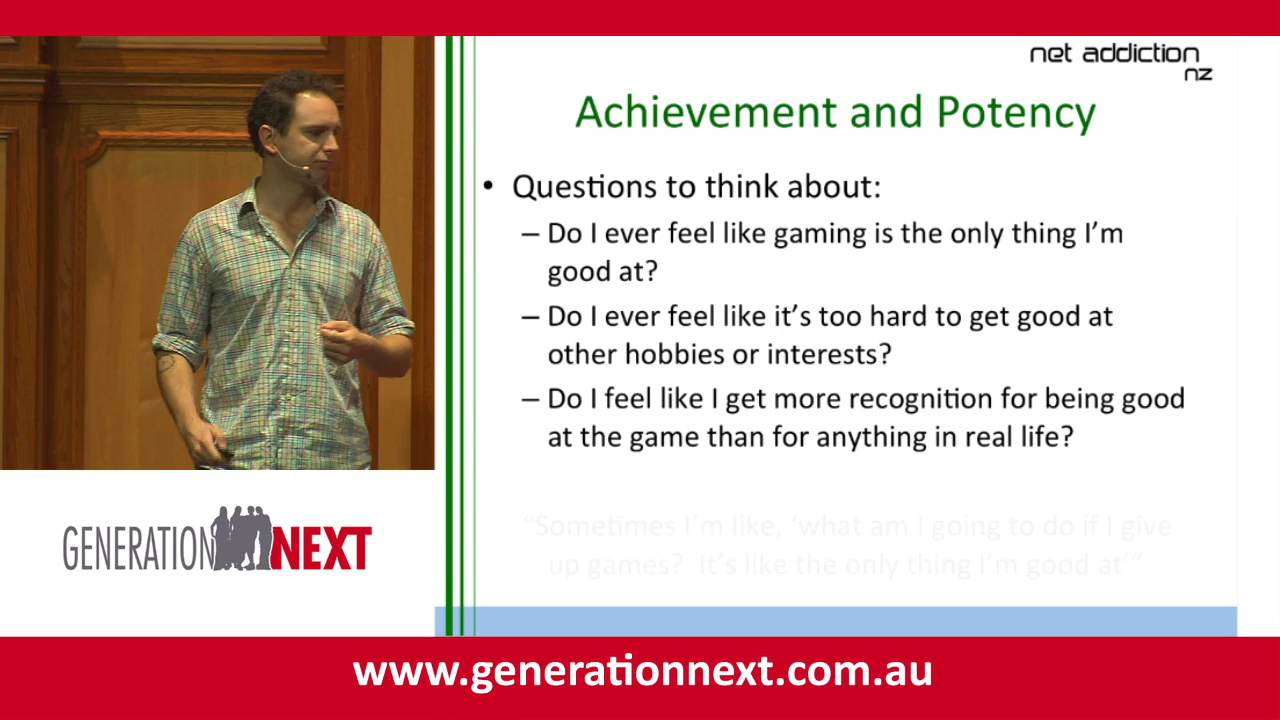 net addiction
nz
Achievement and Potency
• Questions to think about:
– Do I ever feel like gaming is the only thing I'm
good at?
– Do I ever feel like it's too hard to get good at
other hobbies or interests?
– Do I feel like I get more recognition for being good
at the game than for anything in real life?
“Sometimes I'm like, ‘what am I going to do if I give
up games? It's like the only thing I'm good at‘”
GENERATION NEXT
www.generationnext.com.au